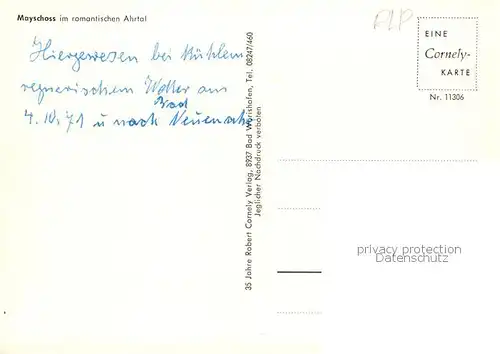 Mayschoss im romantischen Ahrtal
Hiergewesen bei kühlem
regnerischem Wetter am
4.10.71 u nach Bad Neuenahr
35 Jahre Robert Cornely Verlag, 8937 Bad Wörishofen, Tel. 08247/460
Jeglicher Nachdruck verboten
EINE
Cornely-
KARTE
Nr. 11306
privacy protection
Datenschutz